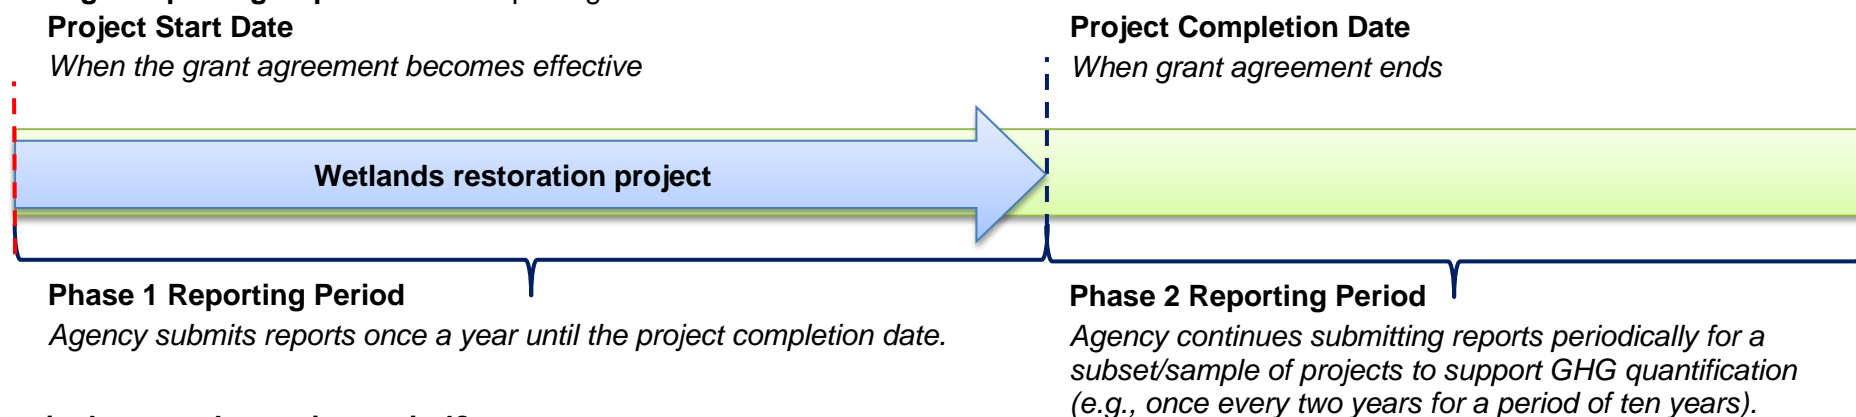 Project Start Date
When the grant agreement becomes effective
Project Completion Date
When grant agreement ends
Wetlands restoration project
Phase 1 Reporting Period
Agency submits reports once a year until the project completion date.
Phase 2 Reporting Period
Agency continues submitting reports periodically for a
subset/sample of projects to support GHG quantification
(e.g., once every two years for a period of ten years).